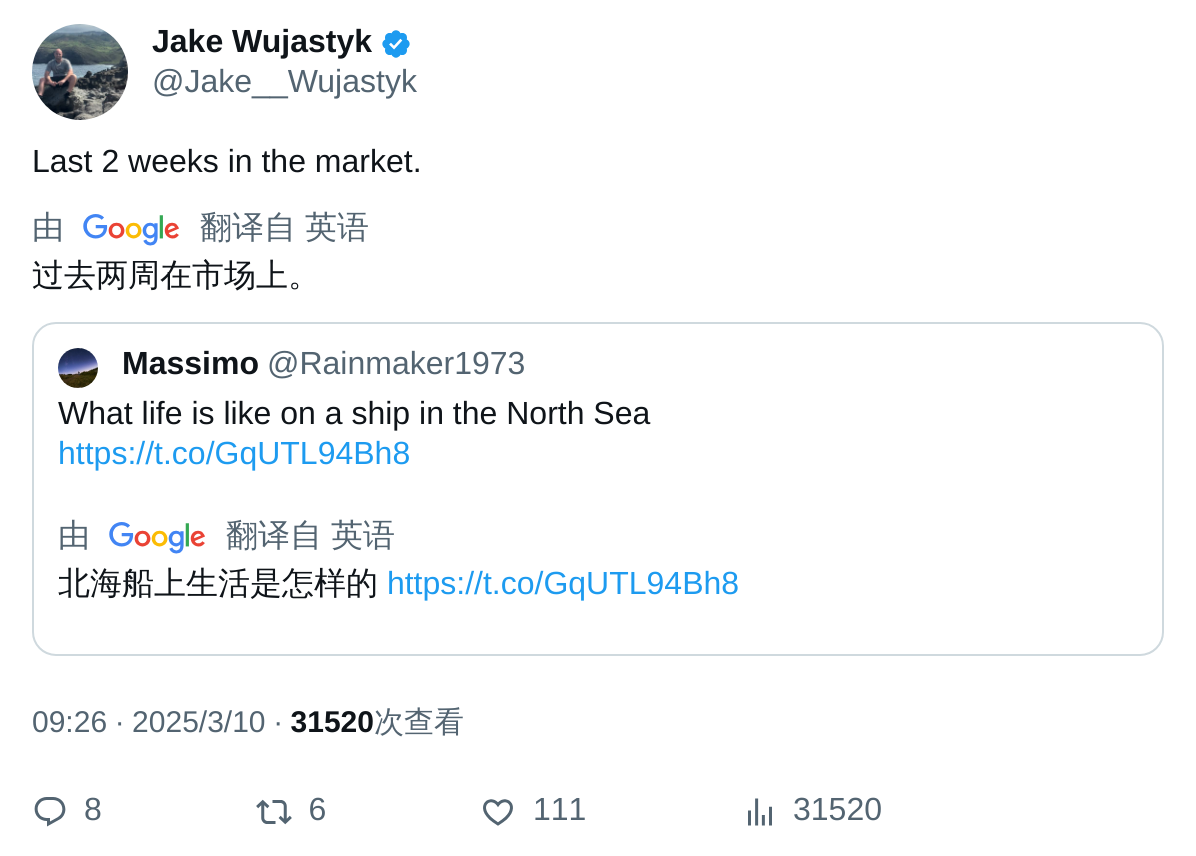 Jake Wujastyk
@Jake__Wujastyk
Last 2 weeks in the market.
由 Google 翻译自 英语
过去两周在市场上。
Massimo @Rainmaker1973
What life is like on a ship in the North Sea
https://t.co/GqUTL94Bh8
由 Google 翻译自 英语
北海船上生活是怎样的 https://t.co/GqUTL94Bh8
09:26 · 2025/3/10 · 31520次查看
8 6 111 31520